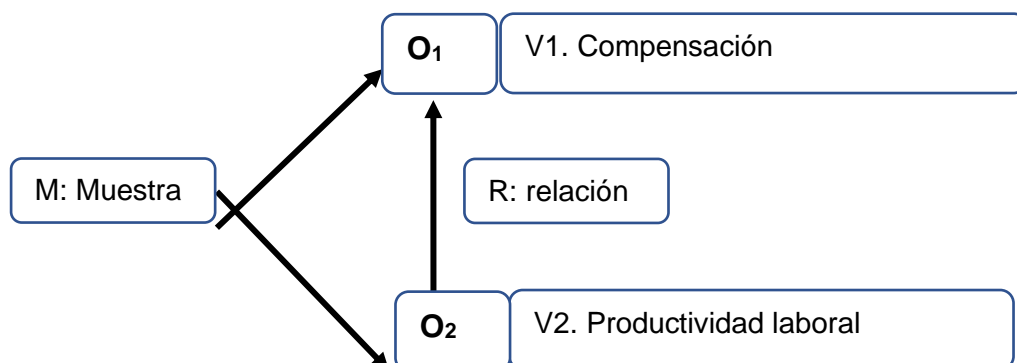 O1 V1. Compensación
M: Muestra R: relación
O2 V2. Productividad laboral